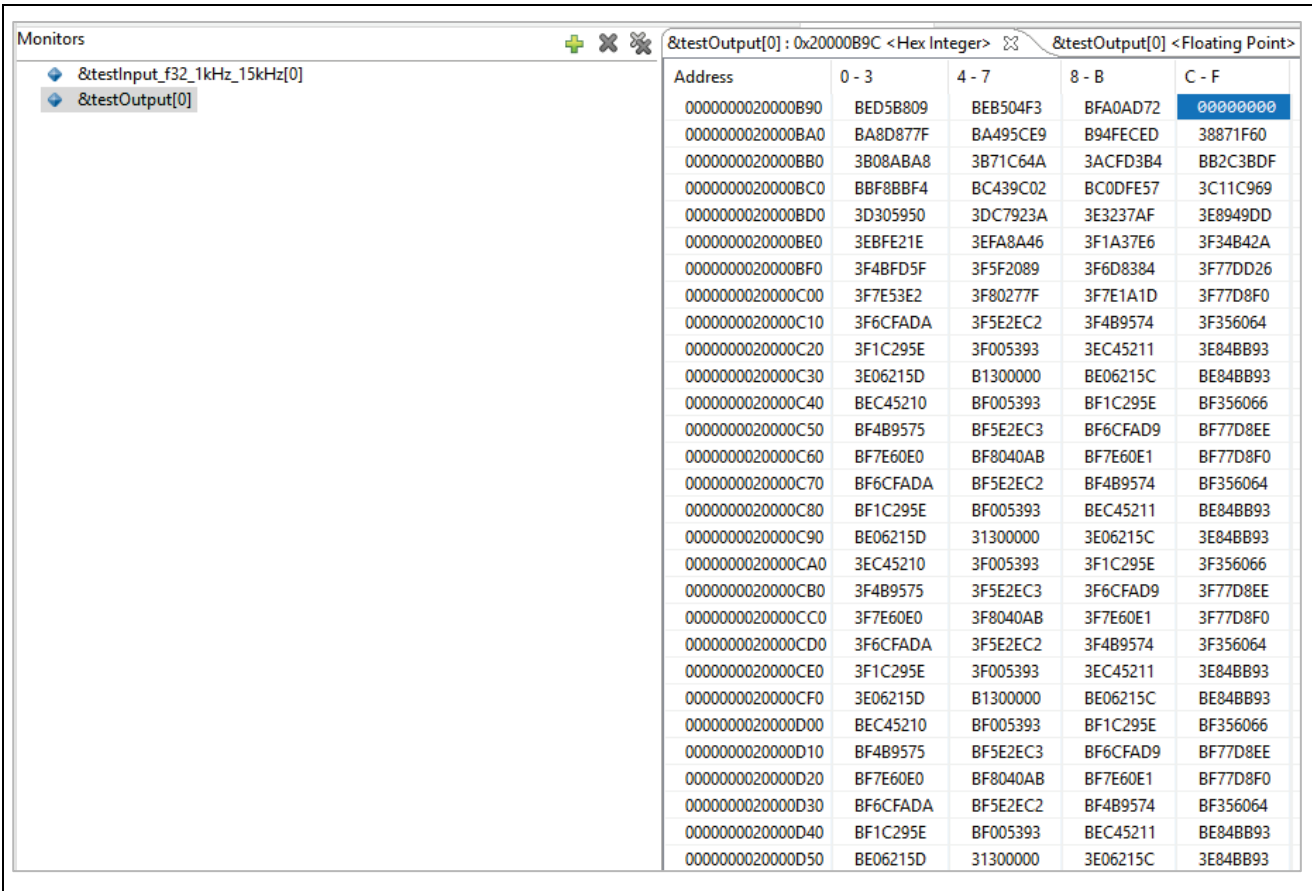 Monitors
&testInput_f32_1kHz_15kHz[0]
&testOutput[0]
&testOutput[0] : 0x20000B9C <Hex Integer> &testOutput[0] <Floating Point>
Address 0 - 3 4 - 7 8 - B C - F
0000000020000B90 BED5B809 BEB504F3 BFA0AD72 00000000
0000000020000BA0 BA8D877F BA495CE9 B94FECED 38871F60
0000000020000BB0 3B08ABA8 3B71C64A 3ACFD3B4 BB2C3BDF
0000000020000BC0 BBF8BBF4 BC439C02 BC0DFE57 3C11C969
0000000020000BD0 3D305950 3DC7923A 3E3237AF 3E8949DD
0000000020000BE0 3EBFE21E 3EFA8A46 3F1A37E6 3F34B42A
0000000020000BF0 3F4BFD5F 3F5F2089 3F6D8384 3F77DD26
0000000020000C00 3F7E53E2 3F80277F 3F7E1A1D 3F77D8F0
0000000020000C10 3F6CFADA 3F5E2EC2 3F4B9574 3F356064
0000000020000C20 3F1C295E 3F005393 3EC45211 3E84BB93
0000000020000C30 3E06215D B1300000 BE06215C BE84BB93
0000000020000C40 BEC45210 BF005393 BF1C295E BF356066
0000000020000C50 BF4B9575 BF5E2EC3 BF6CFAD9 BF77D8EE
0000000020000C60 BF7E60E0 BF8040AB BF7E60E1 BF77D8F0
0000000020000C70 BF6CFADA BF5E2EC2 BF4B9574 BF356064
0000000020000C80 BF1C295E BF005393 BEC45211 BE84BB93
0000000020000C90 BE06215D 31300000 3E06215C 3E84BB93
0000000020000CA0 3EC45210 3F005393 3F1C295E 3F356066
0000000020000CB0 3F4B9575 3F5E2EC3 3F6CFAD9 3F77D8EE
0000000020000CC0 3F7E60E0 3F8040AB 3F7E60E1 3F77D8F0
0000000020000CD0 3F6CFADA 3F5E2EC2 3F4B9574 3F356064
0000000020000CE0 3F1C295E 3F005393 3EC45211 3E84BB93
0000000020000CF0 3E06215D B1300000 BE06215C BE84BB93
0000000020000D00 BEC45210 BF005393 BF1C295E BF356066
0000000020000D10 BF4B9575 BF5E2EC3 BF6CFAD9 BF77D8EE
0000000020000D20 BF7E60E0 BF8040AB BF7E60E1 BF77D8F0
0000000020000D30 BF6CFADA BF5E2EC2 BF4B9574 BF356064
0000000020000D40 BF1C295E BF005393 BEC45211 BE84BB93
0000000020000D50 BE06215D 31300000 3E06215C 3E84BB93